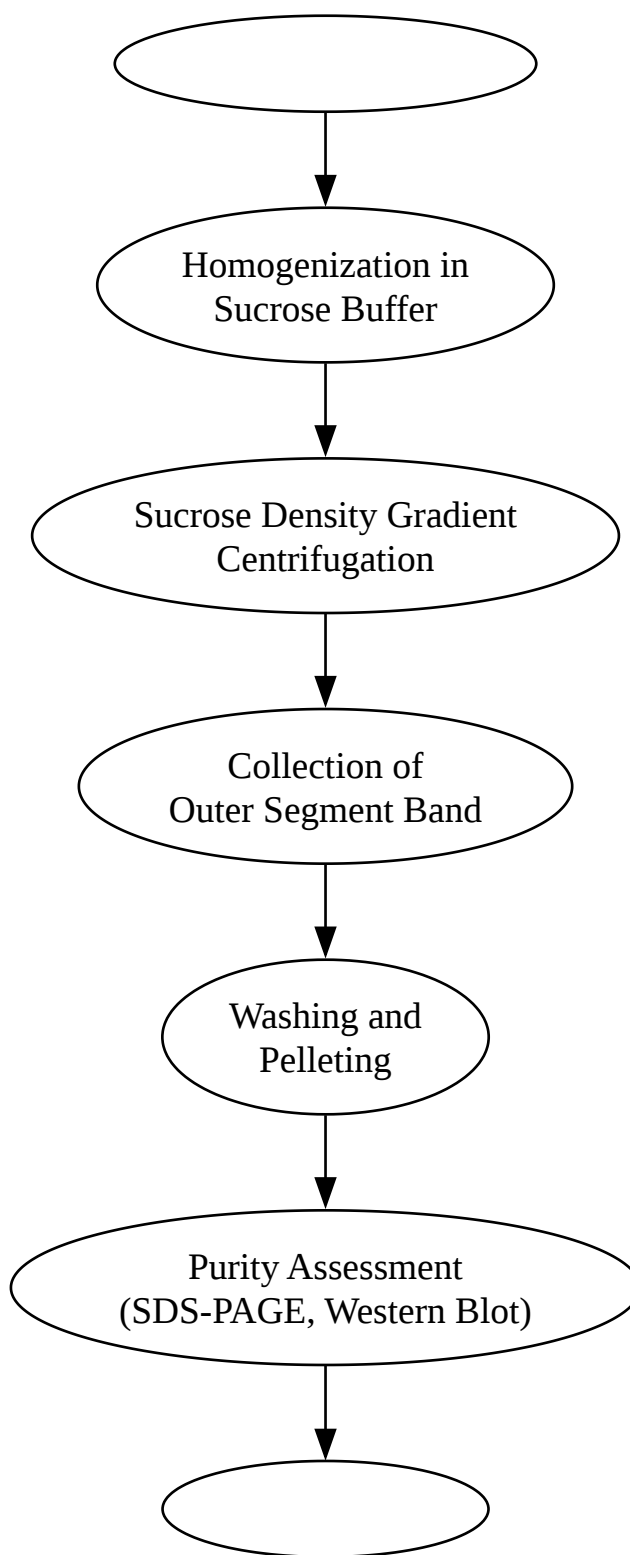 Homogenization in
Sucrose Buffer
Sucrose Density Gradient
Centrifugation
Collection of
Outer Segment Band
Washing and
Pelleting
Purity Assessment
(SDS-PAGE, Western Blot)